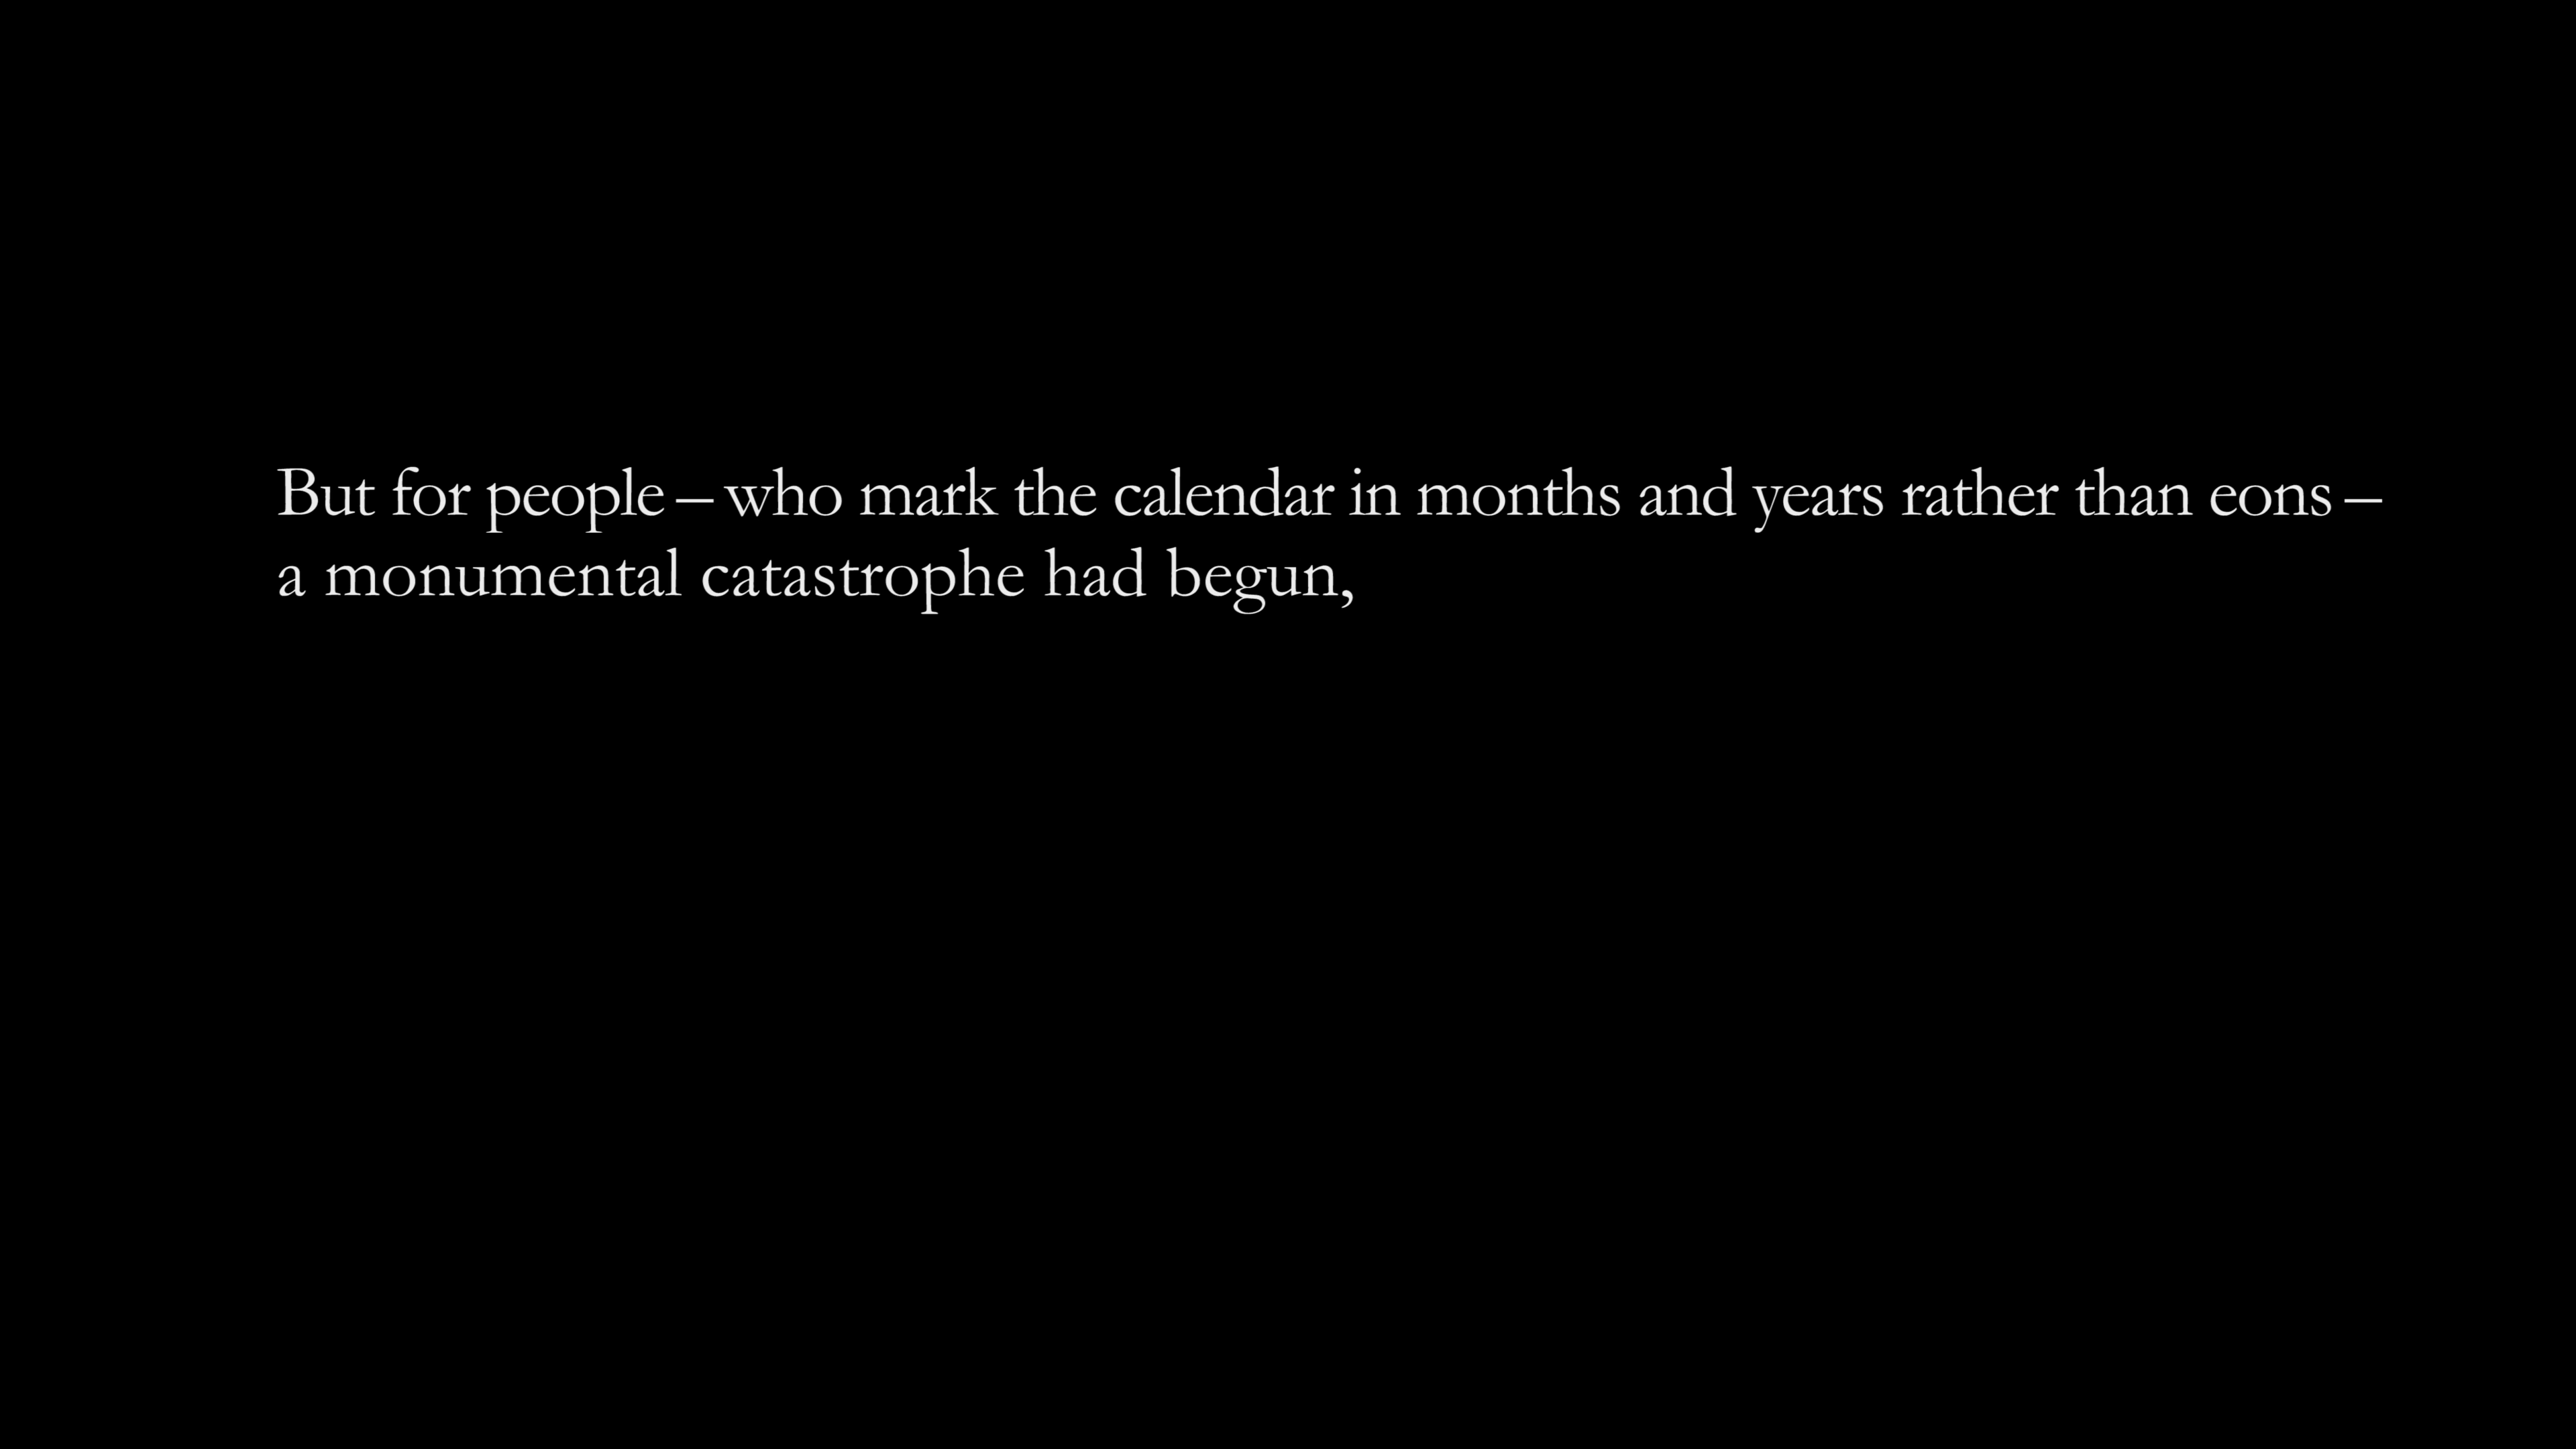 But for people – who mark the calendar in months and years rather than eons –
a monumental catastrophe had begun,